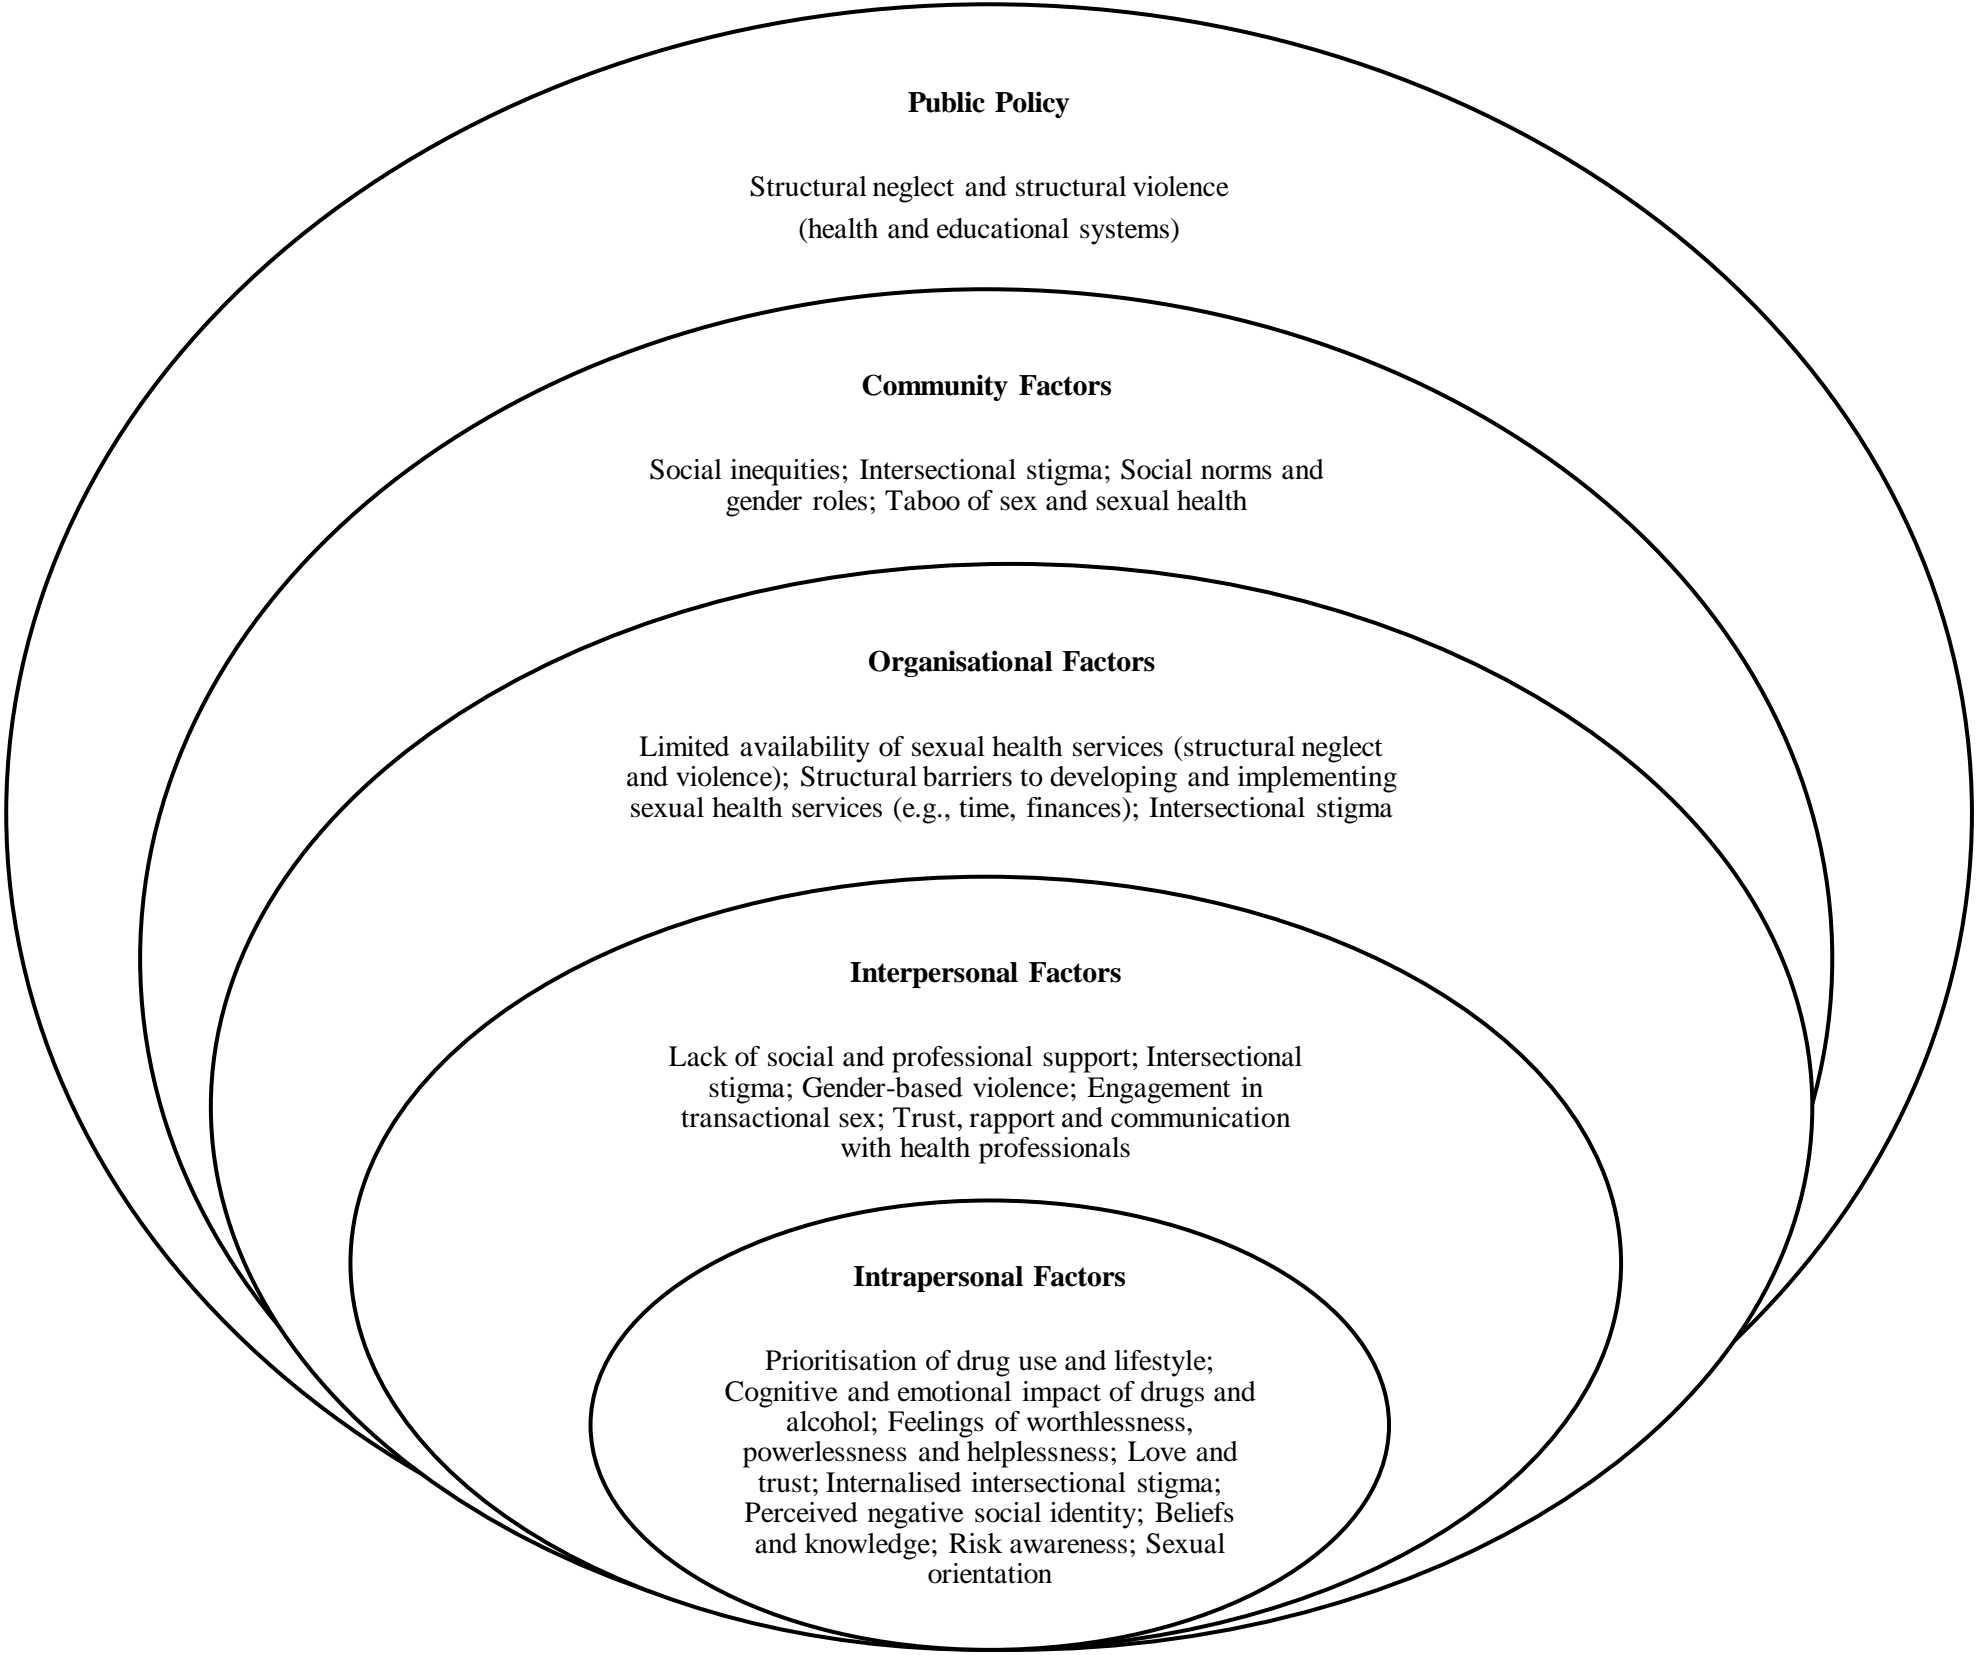 Public Policy
Structural neglect and structural violence
(health and educational systems)
Community Factors
Social inequities; Intersectional stigma; Social norms and
gender roles; Taboo of sex and sexual health
Organisational Factors
Limited availability of sexual health services (structural neglect
and violence); Structural barriers to developing and implementing
sexual health services (e.g., time, finances); Intersectional stigma
Interpersonal Factors
Lack of social and professional support; Intersectional
stigma; Gender-based violence; Engagement in
transactional sex; Trust, rapport and communication
with health professionals
Intrapersonal Factors
Prioritisation of drug use and lifestyle;
Cognitive and emotional impact of drugs and
alcohol; Feelings of worthlessness,
powerlessness and helplessness; Love and
trust; Internalised intersectional stigma;
Perceived negative social identity; Beliefs
and knowledge; Risk awareness; Sexual
orientation